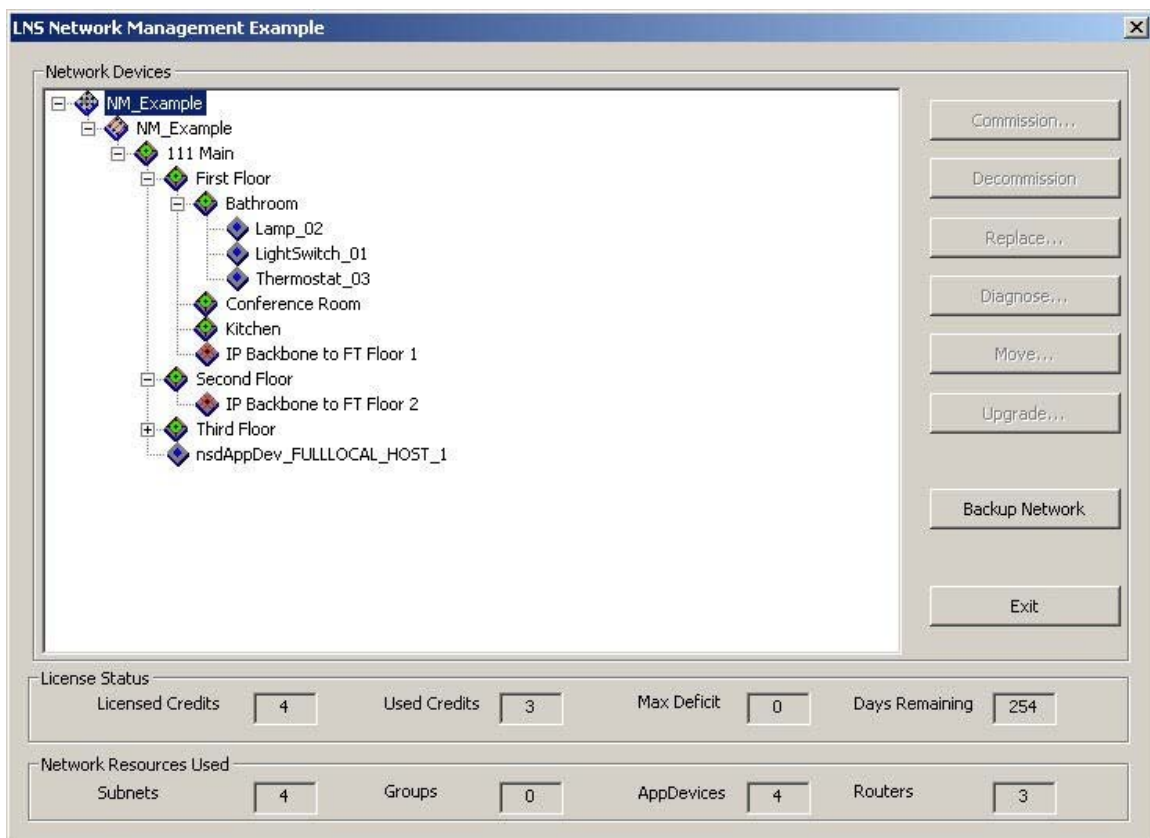 LNS Network Management Example
Network Devices
NM_Example
NM_Example
111 Main
First Floor
Bathroom
Lamp_02
LightSwitch_01
Thermostat_03
Conference Room
Kitchen
IP Backbone to FT Floor 1
Second Floor
IP Backbone to FT Floor 2
Third Floor
nsdAppDev_FULLLOCAL_HOST_1
Commission...
Decommission
Replace...
Diagnose...
Move...
Upgrade...
Backup Network
Exit
License Status
Licensed Credits 4 Used Credits 3 Max Deficit 0 Days Remaining 254
Network Resources Used
Subnets 4 Groups 0 AppDevices 4 Routers 3